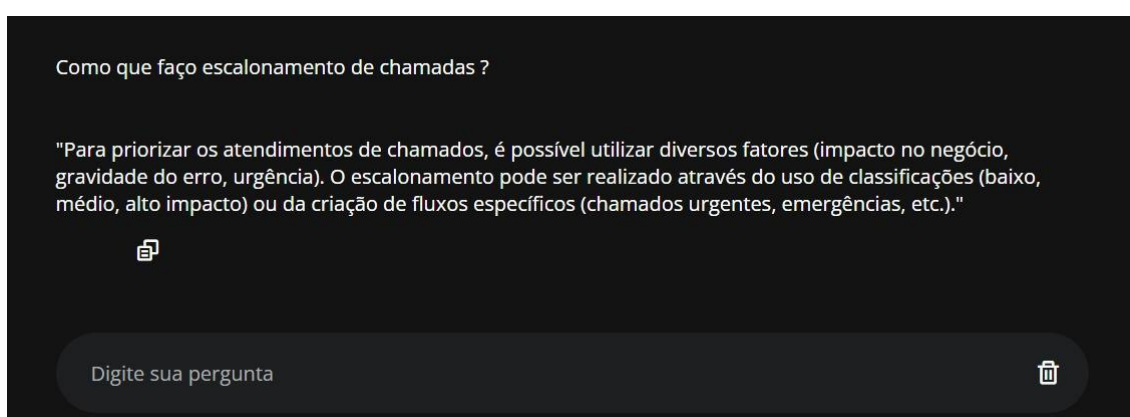 Como que faço escalonamento de chamadas ?
"Para priorizar os atendimentos de chamados, é possível utilizar diversos fatores (impacto no negócio,
gravidade do erro, urgência). O escalonamento pode ser realizado através do uso de classificações (baixo,
médio, alto impacto) ou da criação de fluxos específicos (chamados urgentes, emergências, etc.)."
Digite sua pergunta